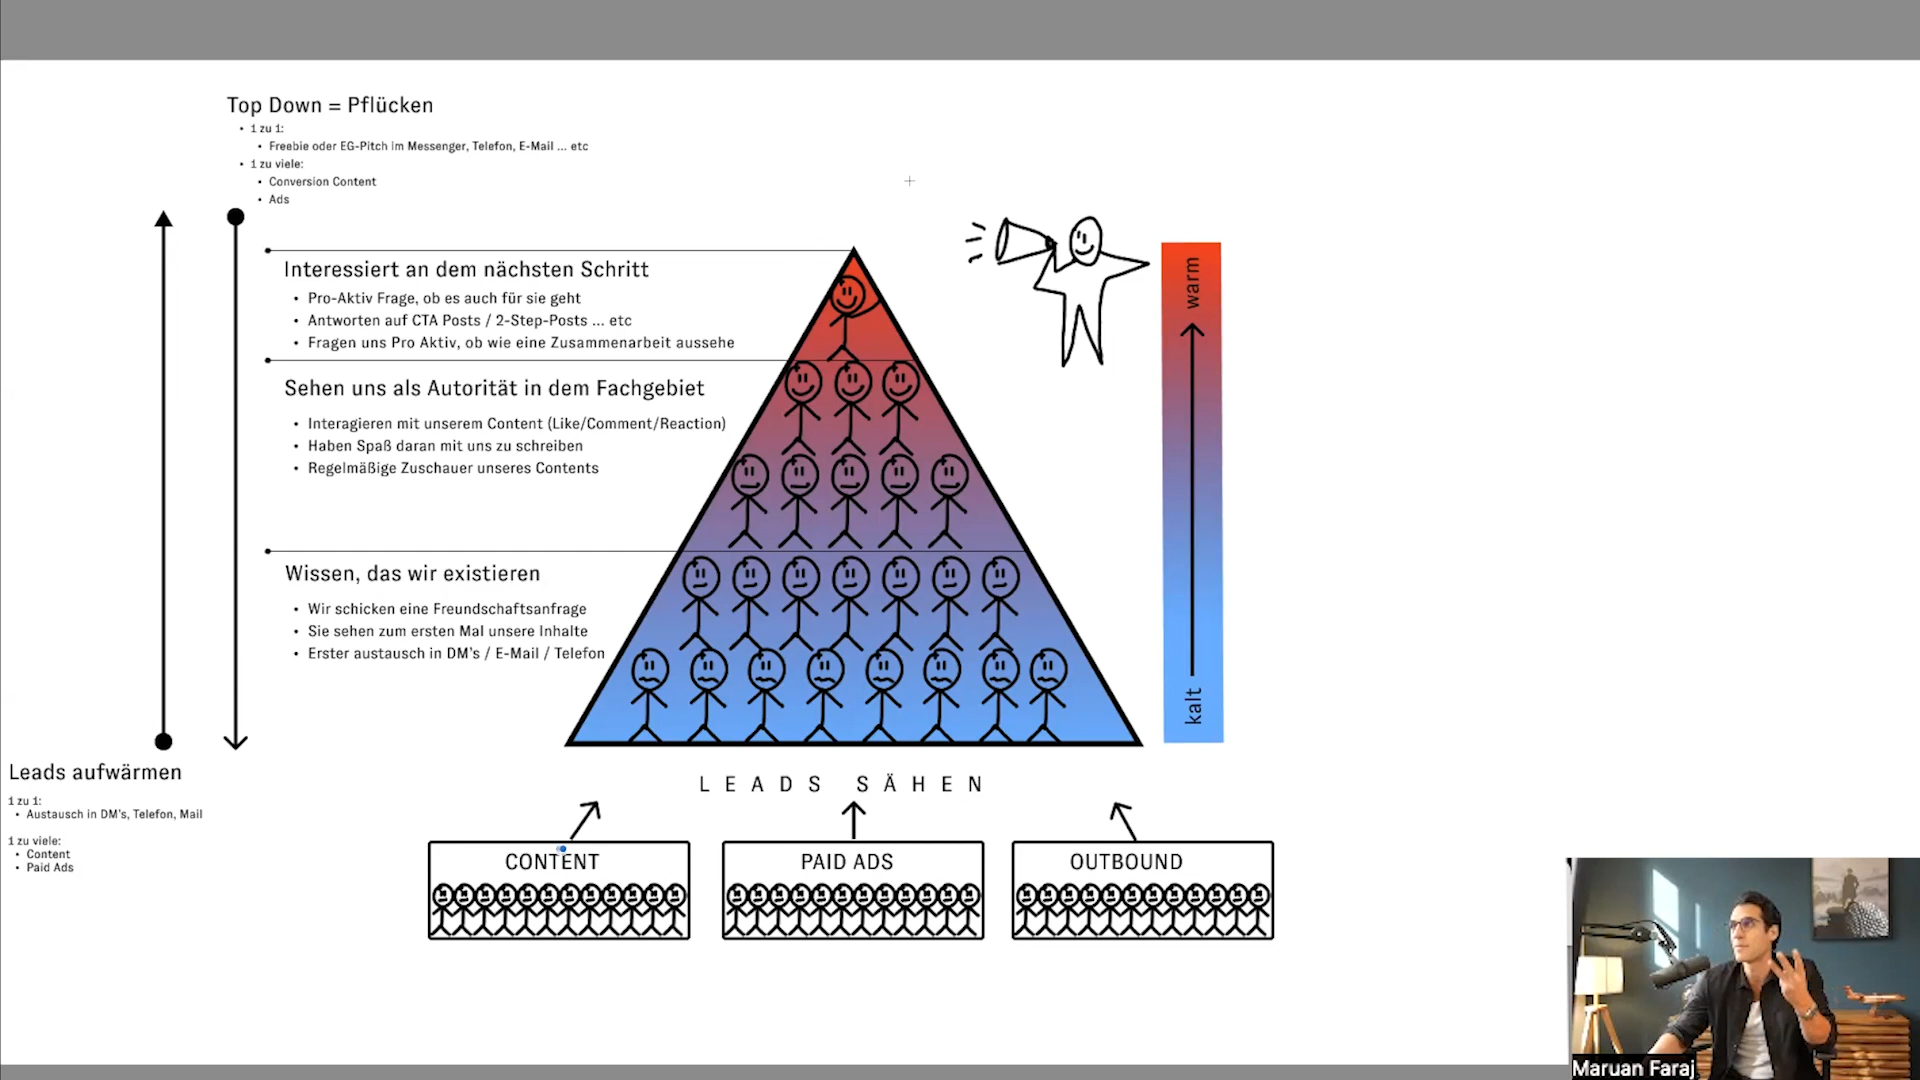 Top Down = Pflücken
• 1 zu 1:
• Freebie oder EG-Pitch im Messenger, Telefon, E-Mail ... etc
• 1 zu viele:
• Conversion Content
• Ads
Interessiert an dem nächsten Schritt
• Pro-Aktiv Frage, ob es auch für sie geht
• Antworten auf CTA Posts / 2-Step-Posts ... etc
• Fragen uns Pro Aktiv, ob wie eine Zusammenarbeit aussehe
Sehen uns als Autorität in dem Fachgebiet
• Interagieren mit unserem Content (Like/Comment/Reaction)
• Haben Spaß daran mit uns zu schreiben
• Regelmäßige Zuschauer unseres Contents
Wissen, das wir existieren
• Wir schicken eine Freundschaftsanfrage
• Sie sehen zum ersten Mal unsere Inhalte
• Erster austausch in DM's / E-Mail / Telefon
warm
kalt
Leads aufwärmen
1 zu 1:
• Austausch in DM's, Telefon, Mail
1 zu viele:
• Content
• Paid Ads
LEADS SÄHEN
CONTENT
PAID ADS
OUTBOUND
Maruan Faraj